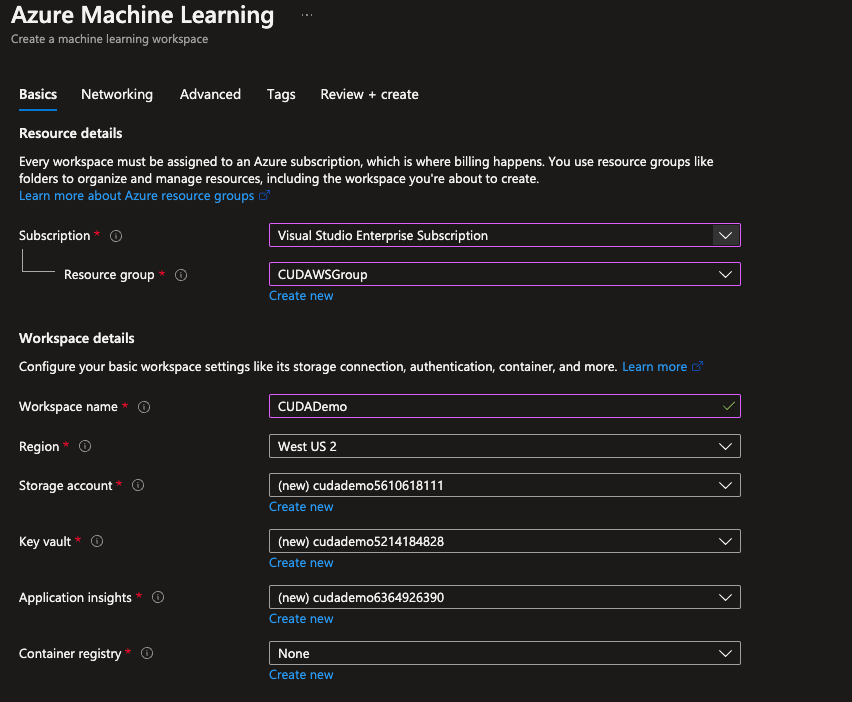 Azure Machine Learning ...
Create a machine learning workspace
Basics Networking Advanced Tags Review + create
Resource details
Every workspace must be assigned to an Azure subscription, which is where billing happens. You use resource groups like
folders to organize and manage resources, including the workspace you're about to create.
Learn more about Azure resource groups
Subscription * Visual Studio Enterprise Subscription
Resource group * CUDAWSGroup
Create new
Workspace details
Configure your basic workspace settings like its storage connection, authentication, container, and more. Learn more
Workspace name * CUDADemo
Region * West US 2
Storage account * (new) cudademo5610618111
Create new
Key vault * (new) cudademo5214184828
Create new
Application insights * (new) cudademo6364926390
Create new
Container registry * None
Create new